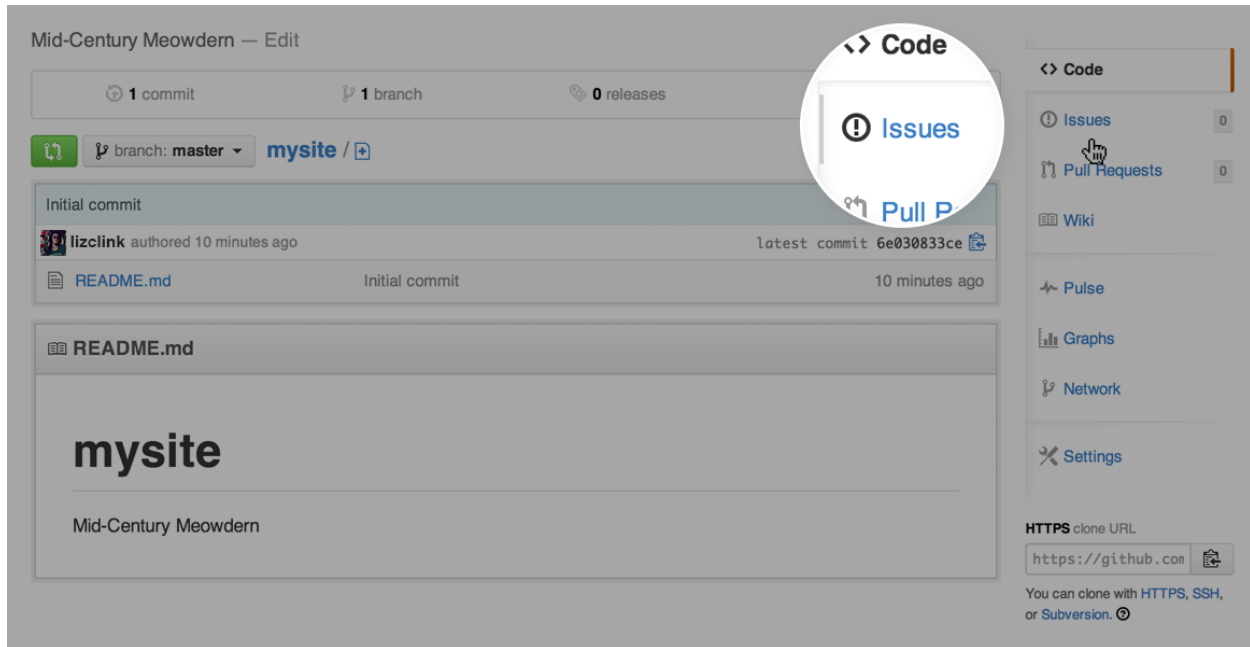 Mid-Century Meowdern — Edit
1 commit
1 branch
0 releases
Code
Issues
Pull
branch: master
mysite /
Initial commit
lizclink authored 10 minutes ago
latest commit 6e030833ce
README.md
Initial commit
10 minutes ago
README.md
mysite
Mid-Century Meowdern
Code
Issues 0
Pull Requests 0
Wiki
Pulse
Graphs
Network
Settings
HTTPS clone URL
https://github.com
You can clone with HTTPS, SSH,
or Subversion.